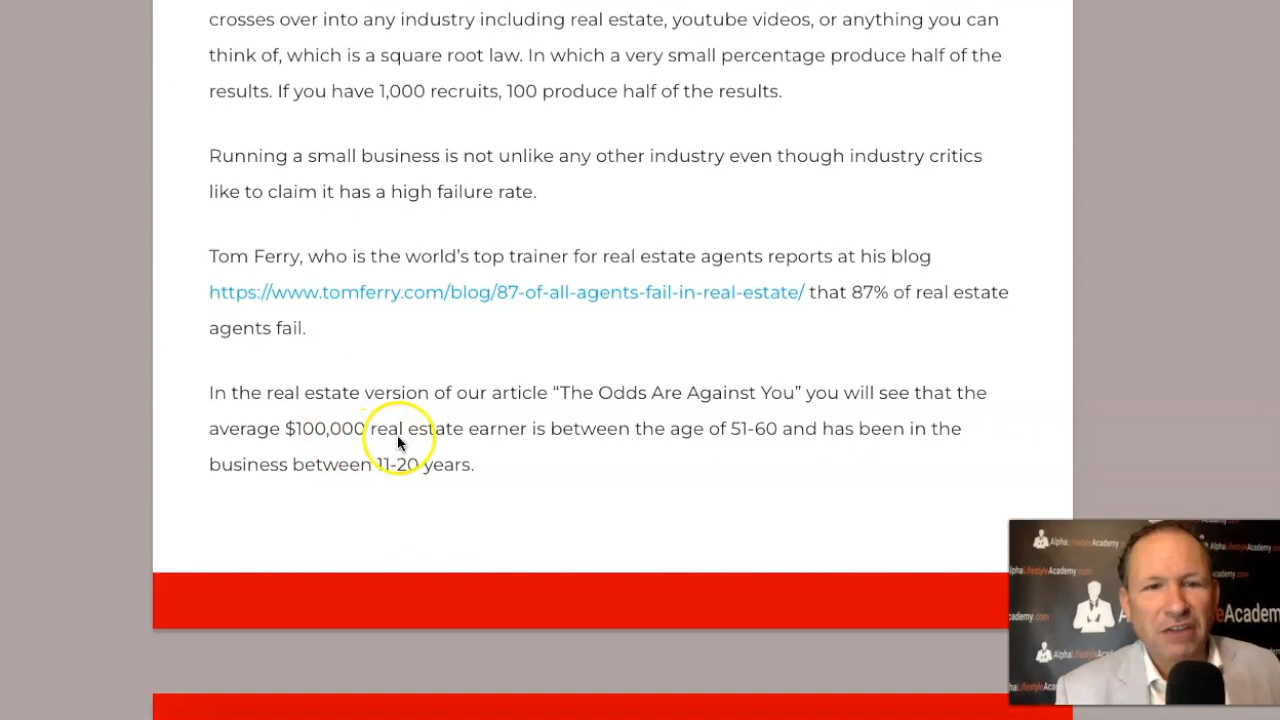 crosses over into any industry including real estate, youtube videos, or anything you can
think of, which is a square root law. In which a very small percentage produce half of the
results. If you have 1,000 recruits, 100 produce half of the results.
Running a small business is not unlike any other industry even though industry critics
like to claim it has a high failure rate.
Tom Ferry, who is the world's top trainer for real estate agents reports at his blog
https://www.tomferry.com/blog/87-of-all-agents-fail-in-real-estate/ that 87% of real estate
agents fail.
In the real estate version of our article “The Odds Are Against You” you will see that the
average $100,000 real estate earner is between the age of 51-60 and has been in the
business between 11-20 years.
AlphaLifestyleAcademy.com